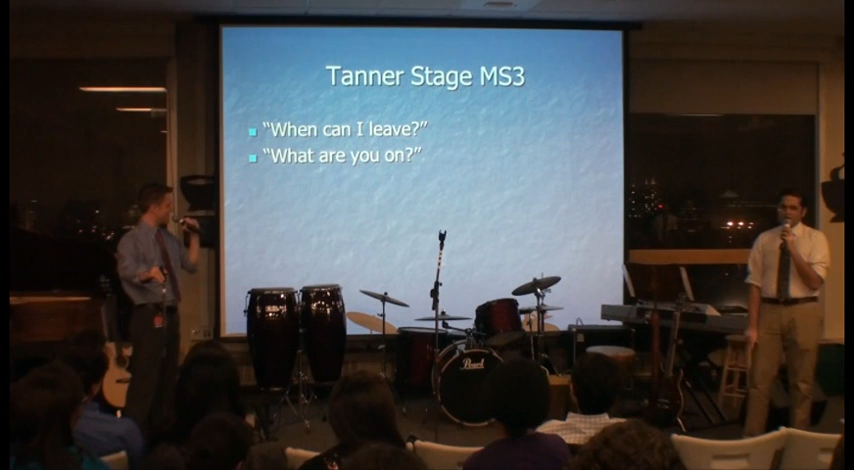 Tanner Stage MS3
"When can I leave?"
"What are you on?"
Pearl